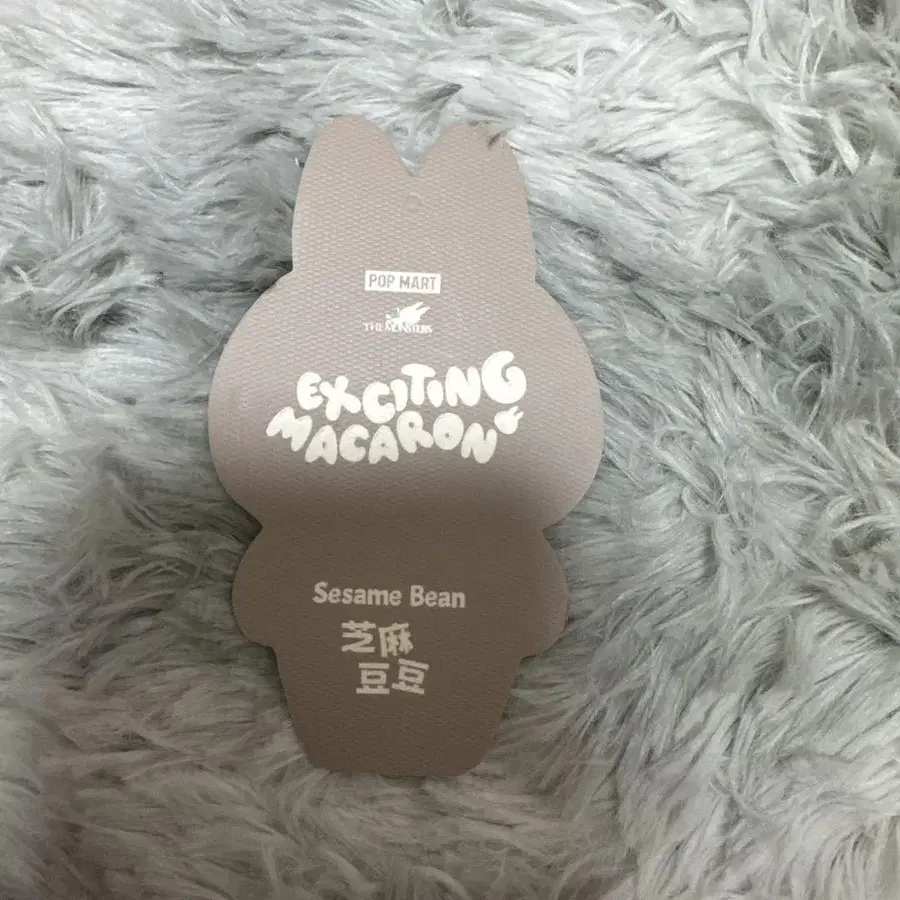 POP MART
THE MONSTERS
EXCITING
MACARON
Sesame Bean
芝麻
豆豆